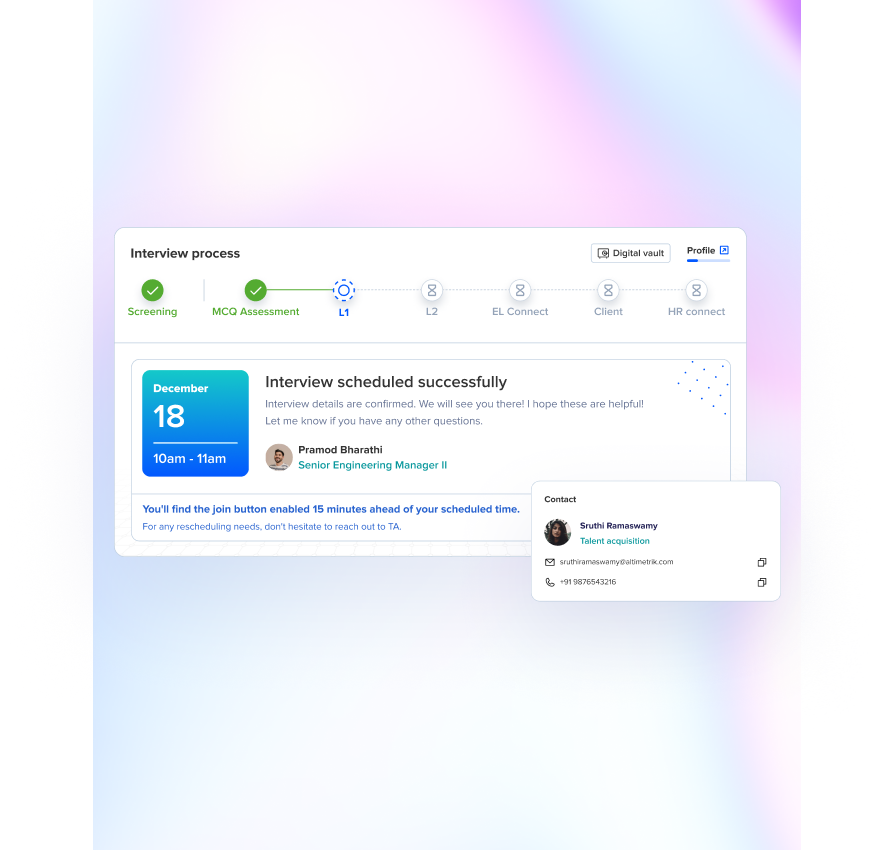 Interview process
Digital vault
Profile
Screening
MCQ Assessment
L1
L2
EL Connect
Client
HR connect
December
18
10am - 11am
Interview scheduled successfully
Interview details are confirmed. We will see you there! I hope these are helpful!
Let me know if you have any other questions.
Pramod Bharathi
Senior Engineering Manager II
You'll find the join button enabled 15 minutes ahead of your scheduled time.
For any rescheduling needs, don't hesitate to reach out to TA.
Contact
Sruthi Ramaswamy
Talent acquisition
sruthiramaswamy@altimetrik.com
+91 9876543216